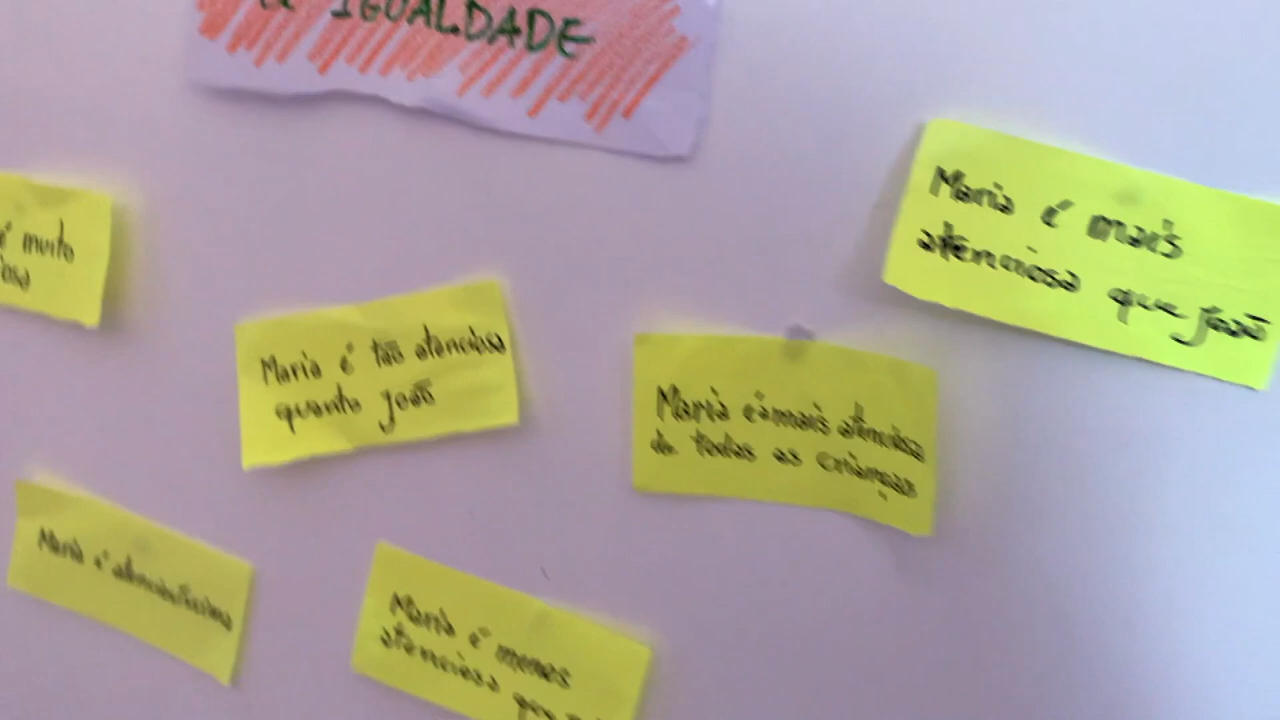 IGUALDADE
Maria é mais
atenciosa que João
é muito
Maria é tão atenciosa
quanto João
Maria é a mais atenciosa
de todas as crianças
Maria é atenciosíssima
Maria é menos
atenciosa que